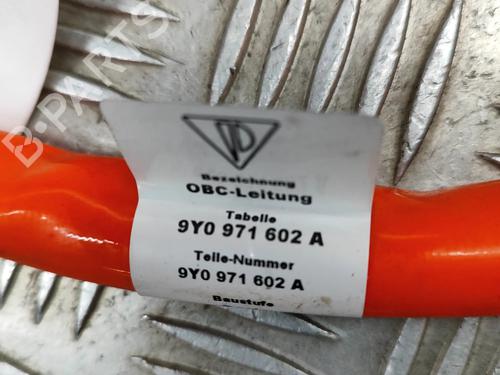 B-PARTS
Bezeichnung
OBC-Leitung
Tabelle
9Y0 971 602 A
Teile-Nummer
9Y0 971 602 A
Baustufe